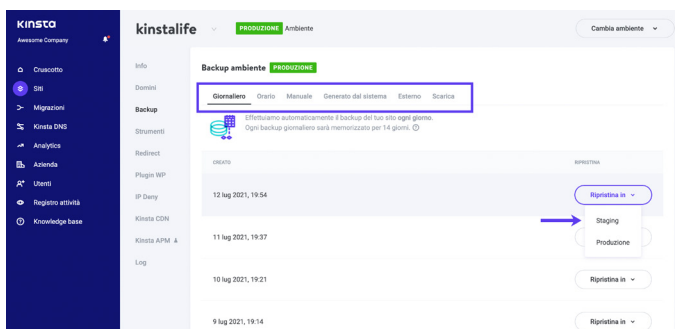 KINSTA
Awesome Company
Cruscotto
Siti
Migrazioni
Kinsta DNS
Analytics
Azienda
Utenti
Registro attività
Knowledge base
kinstalife
PRODUZIONE Ambiente
Cambia ambiente
Info
Domini
Backup
Strumenti
Redirect
Plugin WP
IP Deny
Kinsta CDN
Kinsta APM
Log
Backup ambiente PRODUZIONE
Giornaliero Orario Manuale Generato dal sistema Esterno Scarica
Effettuiamo automaticamente il backup del tuo sito ogni giorno.
Ogni backup giornaliero sarà memorizzato per 14 giorni.
CREATO RIPRISTINA
12 lug 2021, 19:54 Ripristina in
Staging
Produzione
11 lug 2021, 19:37
10 lug 2021, 19:21 Ripristina in
9 lug 2021, 19:14 Ripristina in